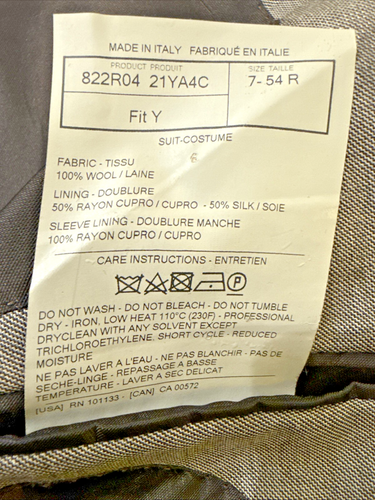 MADE IN ITALY FABRIQUÉ EN ITALIE
PRODUCT PRODUIT
822R04 21YA4C
SIZE TAILLE
7- 54 R
Fit Y
SUIT-COSTUME
6
FABRIC - TISSU
100% WOOL / LAINE
LINING - DOUBLURE
50% RAYON CUPRO / CUPRO - 50% SILK / SOIE
SLEEVE LINING - DOUBLURE MANCHE
100% RAYON CUPRO / CUPRO
CARE INSTRUCTIONS - ENTRETIEN
P
DO NOT WASH - DO NOT BLEACH - DO NOT TUMBLE
DRY - IRON, LOW HEAT 110°C (230F) - PROFESSIONAL
DRYCLEAN WITH ANY SOLVENT EXCEPT
TRICHLOROETHYLENE. SHORT CYCLE - REDUCED
MOISTURE
NE PAS LAVER A L'EAU - NE PAS BLANCHIR - PAS DE
SECHE-LINGE - REPASSAGE A BASSE
TEMPERATURE - LAVER A SEC DELICAT
[USA] RN 101133 - [CAN] CA 00572